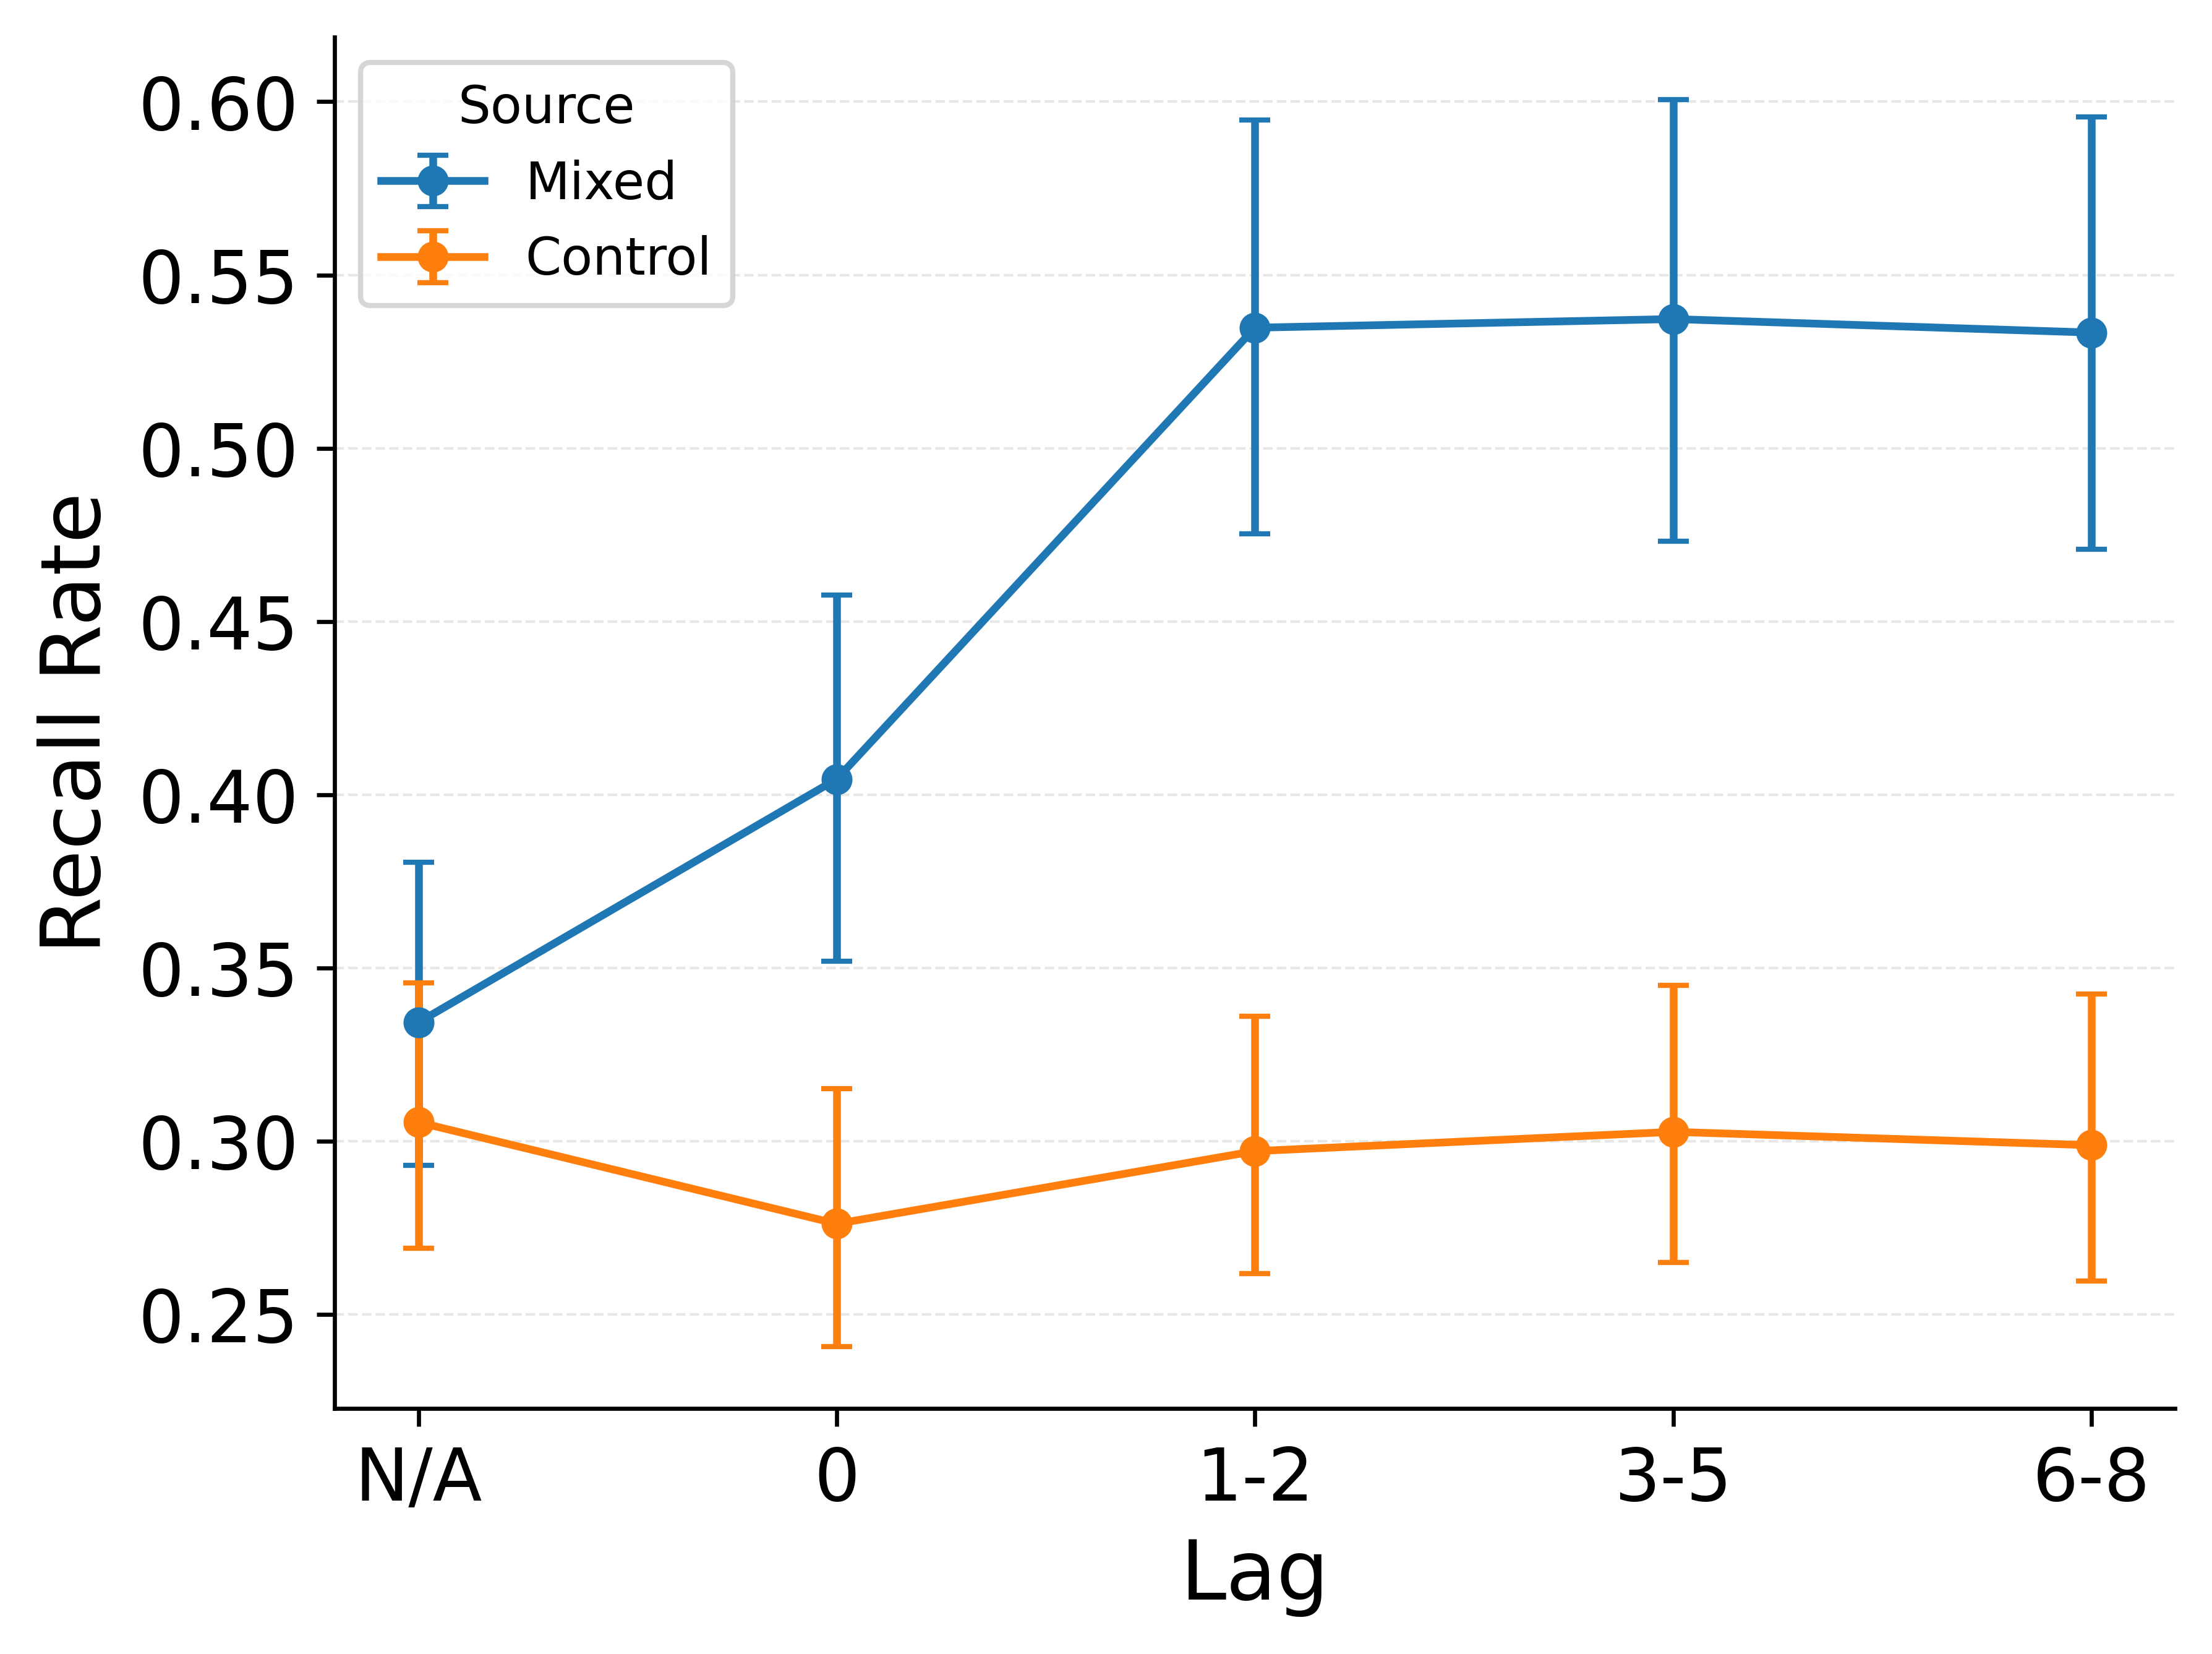 Source
Mixed
Control
0.60
0.55
0.50
0.45
0.40
0.35
0.30
0.25
Recall Rate
N/A 0 1-2 3-5 6-8
Lag